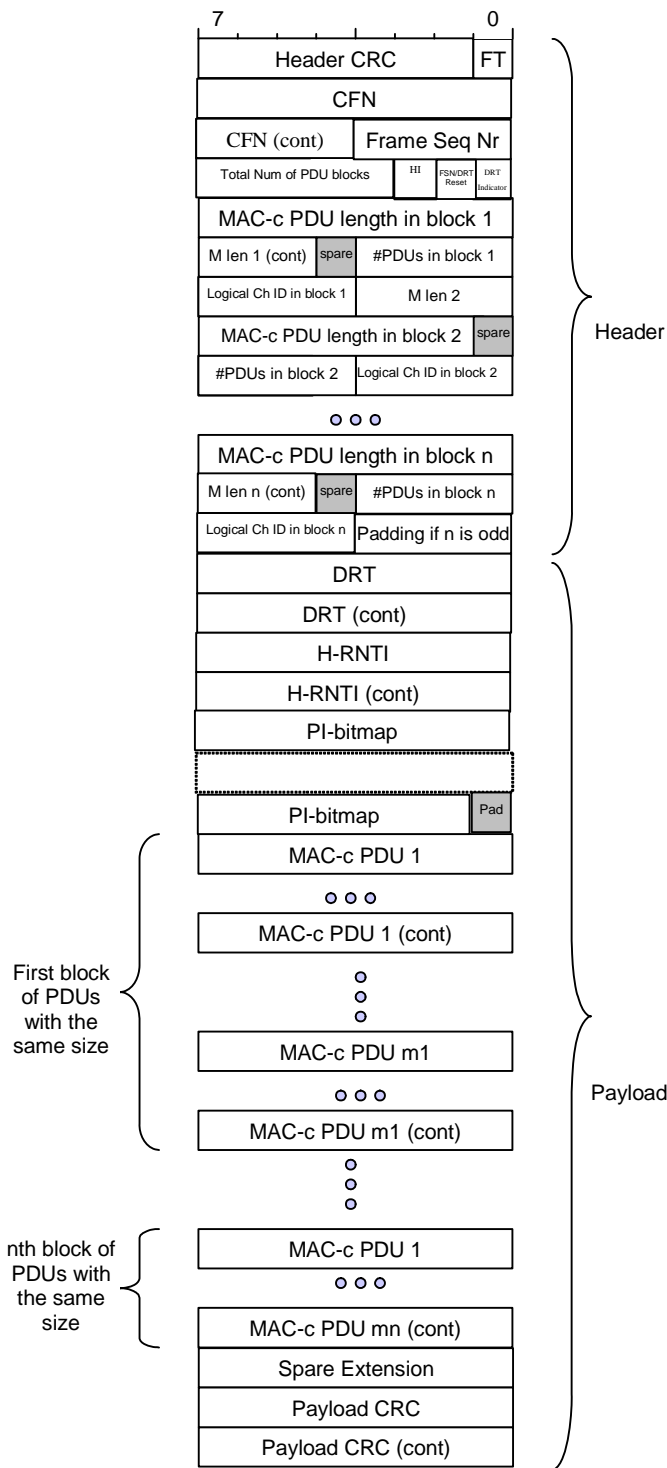 7 0
Header CRC FT
CFN
CFN (cont) Frame Seq Nr
Total Num of PDU blocks HI FSN/DRT Reset DRT Indicator
MAC-c PDU length in block 1
M len 1 (cont) spare #PDUs in block 1
Logical Ch ID in block 1 M len 2
MAC-c PDU length in block 2 spare
#PDUs in block 2 Logical Ch ID in block 2
MAC-c PDU length in block n
M len n (cont) spare #PDUs in block n
Logical Ch ID in block n Padding if n is odd
Header
DRT
DRT (cont)
H-RNTI
H-RNTI (cont)
PI-bitmap
PI-bitmap Pad
MAC-c PDU 1
MAC-c PDU 1 (cont)
First block
of PDUs
with the
same size
MAC-c PDU m1
MAC-c PDU m1 (cont)
Payload
nth block of
PDUs with
the same
size
MAC-c PDU 1
MAC-c PDU mn (cont)
Spare Extension
Payload CRC
Payload CRC (cont)